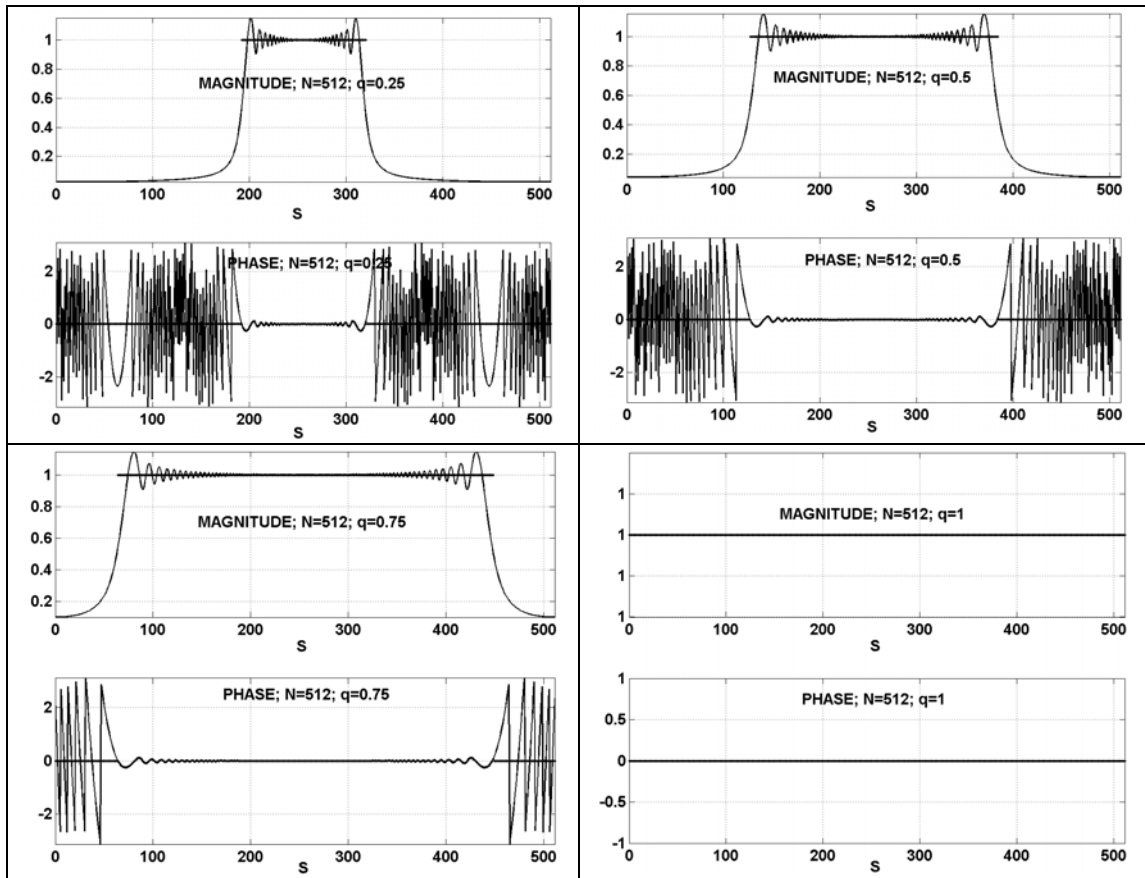 1
0.8
MAGNITUDE; N=512; q=0.25
0.6
0.4
0.2
0 100 200 300 400 500
S
2
PHASE; N=512; q=0.25
0
-2
0 100 200 300 400 500
S
1
0.8
MAGNITUDE; N=512; q=0.5
0.6
0.4
0.2
0 100 200 300 400 500
S
2
PHASE; N=512; q=0.5
0
-2
0 100 200 300 400 500
S
1
0.8
MAGNITUDE; N=512; q=0.75
0.6
0.4
0.2
0 100 200 300 400 500
S
2
PHASE; N=512; q=0.75
0
-2
0 100 200 300 400 500
S
1
MAGNITUDE; N=512; q=1
1
1
1
0 100 200 300 400 500
S
1
PHASE; N=512; q=1
0.5
0
-0.5
-1
0 100 200 300 400 500
S